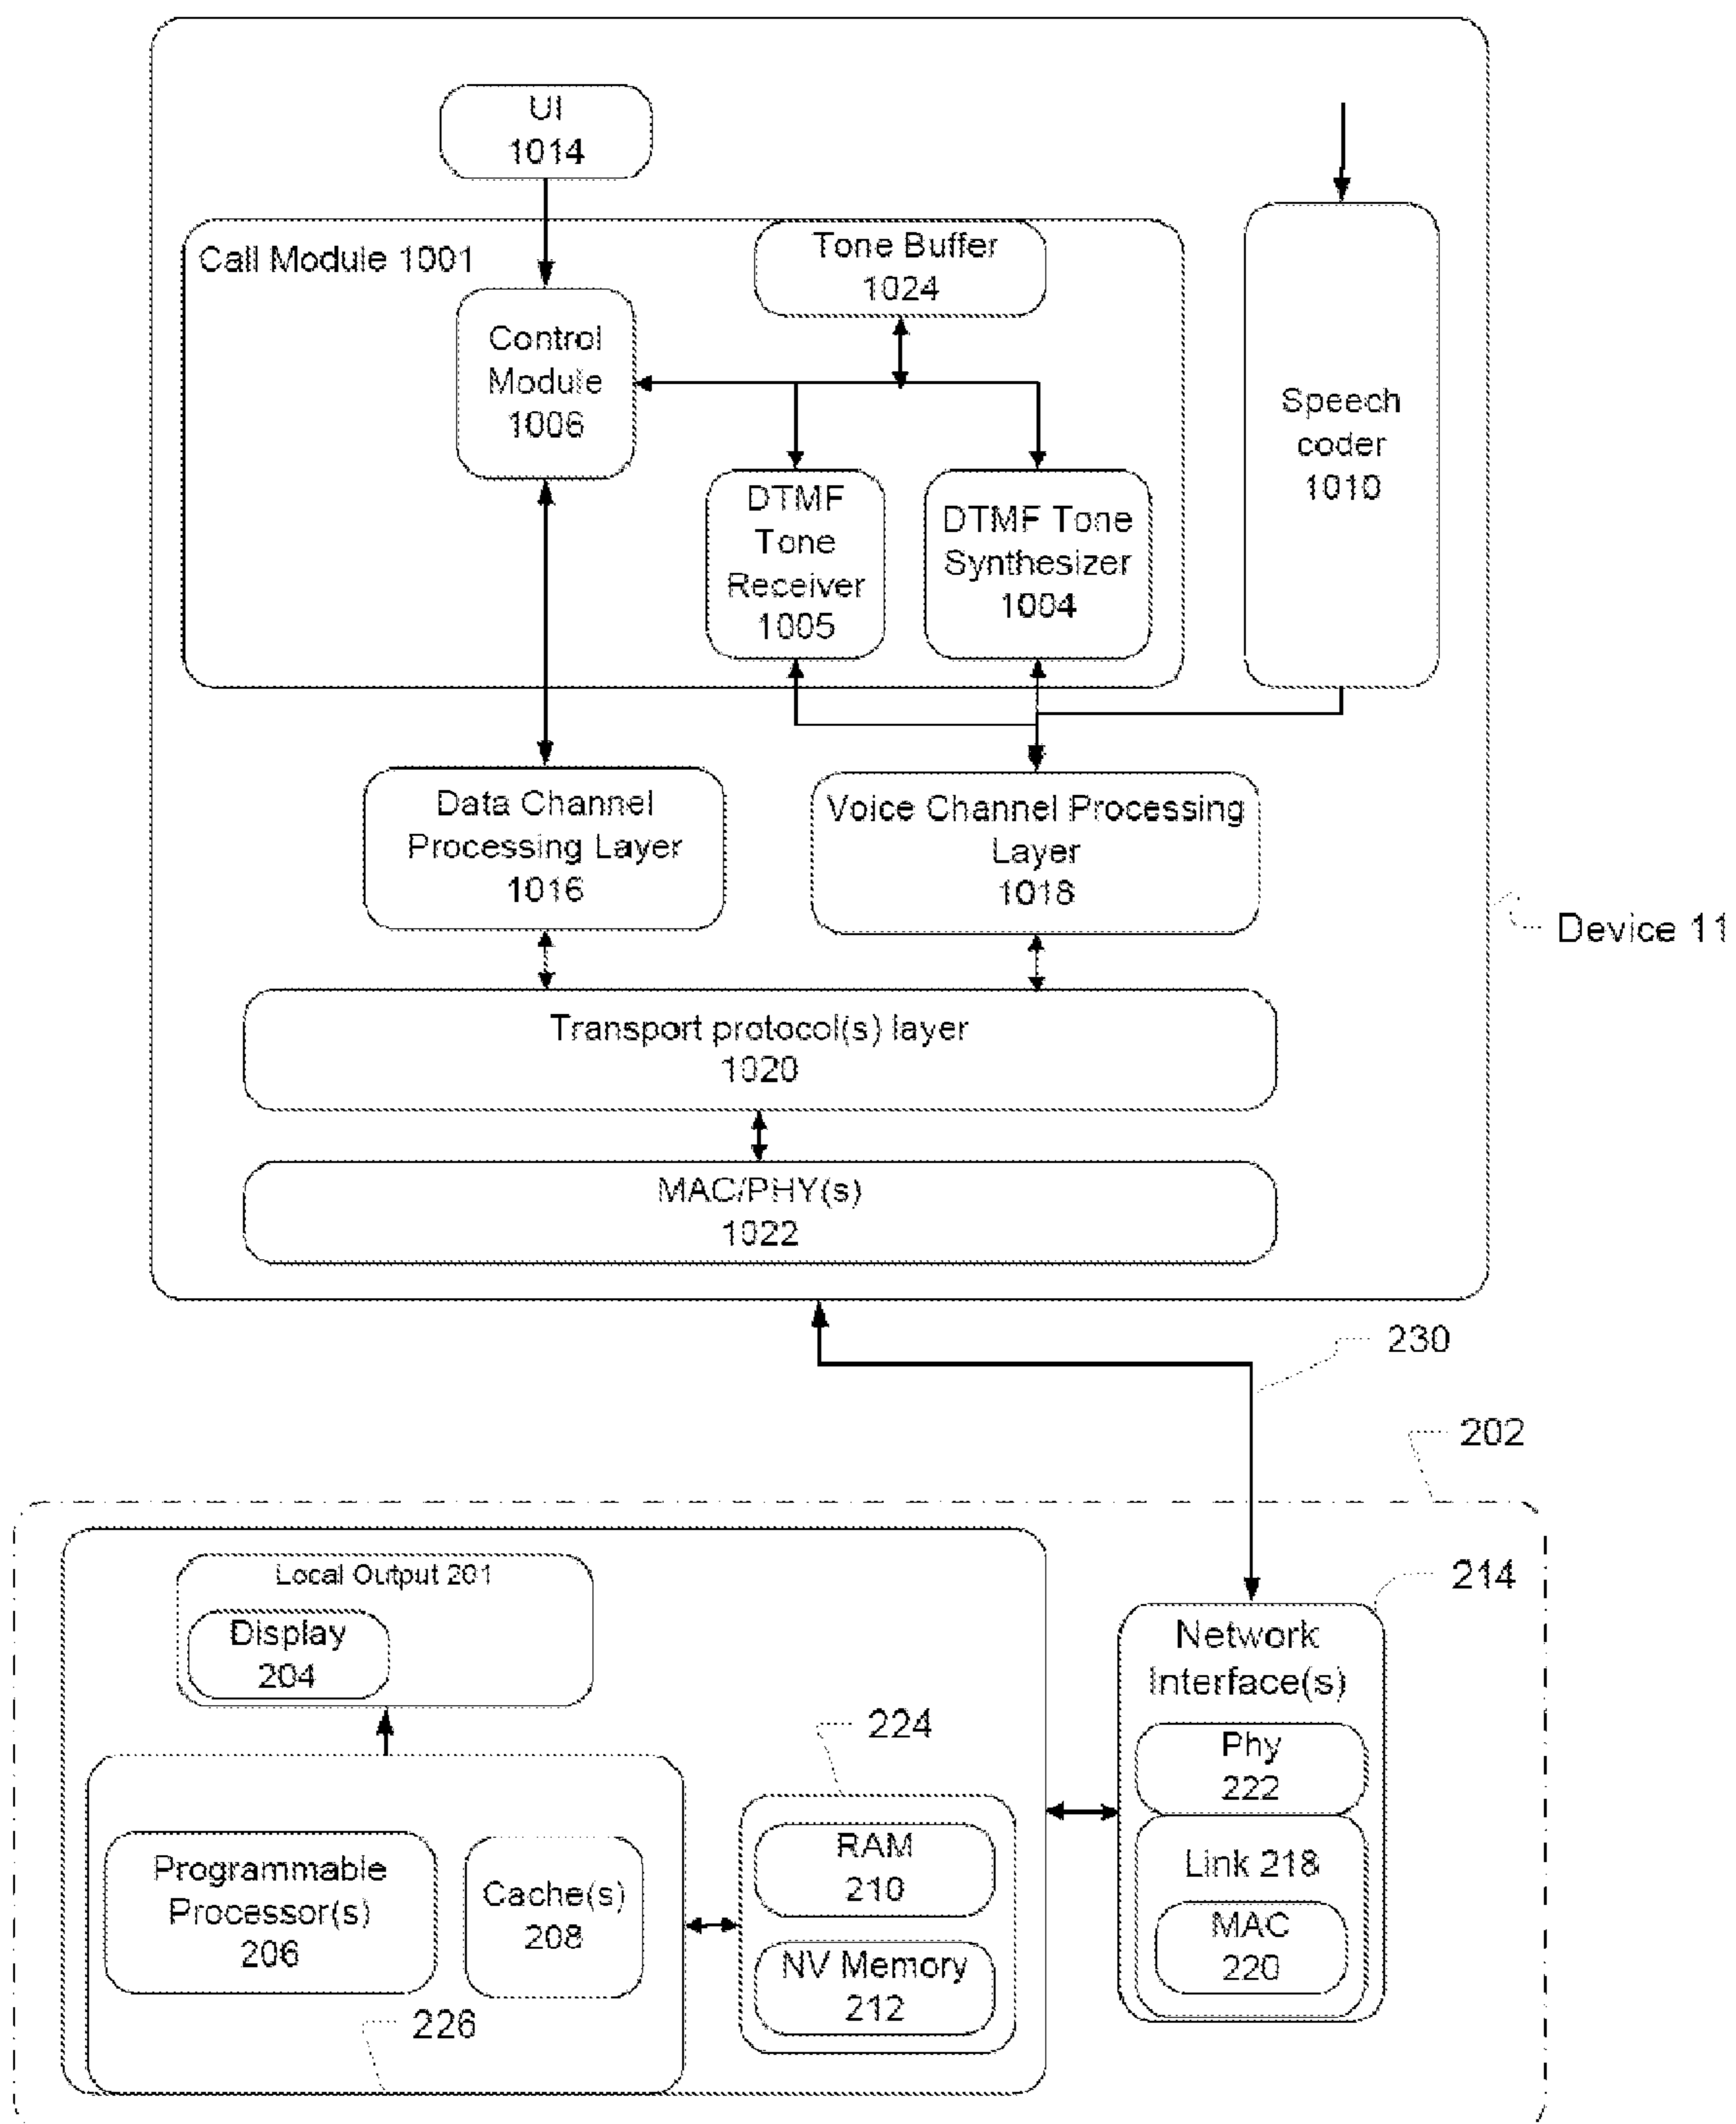 UI
1014
Call Module 1001
Tone Buffer
1024
Control
Module
1006
Speech
coder
1010
DTMF
Tone
Receiver
1005
DTMF Tone
Synthesizer
1004
Data Channel
Processing Layer
1016
Voice Channel Processing
Layer
1018
Device 11
Transport protocol(s) layer
1020
MAC/PHY(s)
1022
230
202
Local Output 201
Display
204
214
Network
Interface(s)
224
Phy
222
RAM
210
Link 218
Programmable
Processor(s)
206
Cache(s)
208
MAC
220
NV Memory
212
226